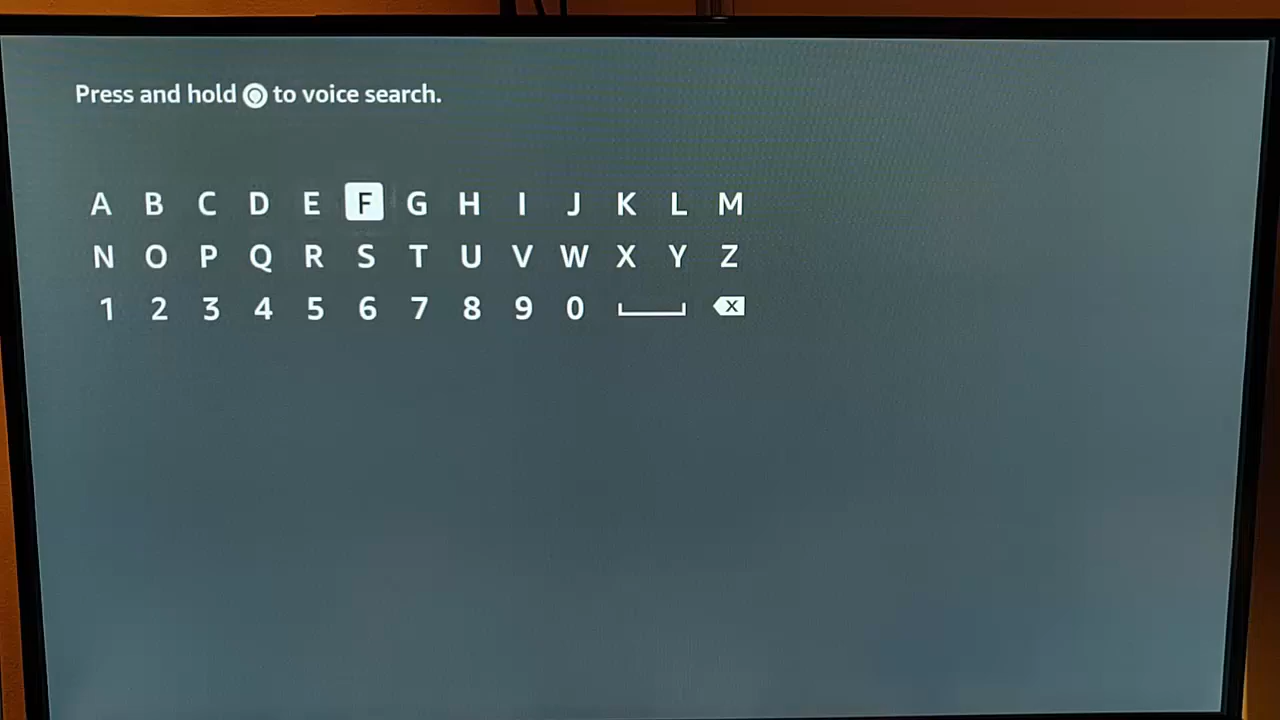 Press and hold to voice search.
A B C D E F G H I J K L M
N O P Q R S T U V W X Y Z
1 2 3 4 5 6 7 8 9 0